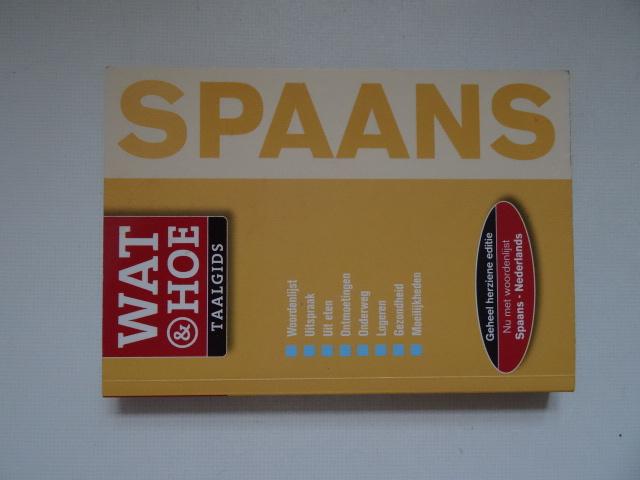 SPAANS
WAT
& HOE
TAALGIDS
Woordenlijst
Uitspraak
Uit eten
Ontmoetingen
Onderweg
Logeren
Gezondheid
Moeilijkheden
Geheel herziene editie
Nu met woordenlijst
Spaans - Nederlands